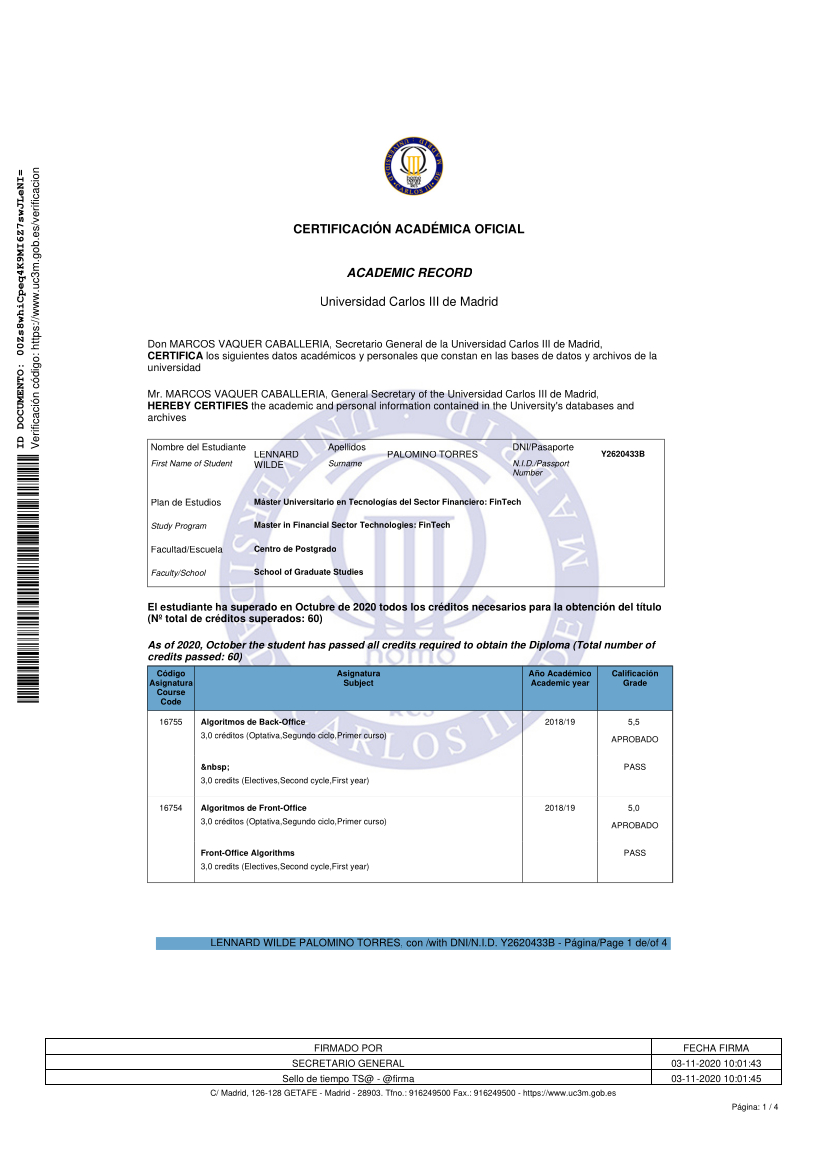 ID DOCUMENTO: 00Zs8whiCpeq4K9MI6Z7swJLeNI=
Verificación código: https://www.uc3m.gob.es/verificacion
CERTIFICACIÓN ACADÉMICA OFICIAL
ACADEMIC RECORD
Universidad Carlos III de Madrid
Don MARCOS VAQUER CABALLERIA, Secretario General de la Universidad Carlos III de Madrid,
CERTIFICA los siguientes datos académicos y personales que constan en las bases de datos y archivos de la
universidad
Mr. MARCOS VAQUER CABALLERIA, General Secretary of the Universidad Carlos III de Madrid,
HEREBY CERTIFIES the academic and personal information contained in the University's databases and
archives
Nombre del Estudiante LENNARD Apellidos PALOMINO TORRES DNI/Pasaporte Y2620433B
First Name of Student WILDE Surname N.I.D./Passport
Number
Plan de Estudios Máster Universitario en Tecnologías del Sector Financiero: FinTech
Study Program Master in Financial Sector Technologies: FinTech
Facultad/Escuela Centro de Postgrado
Faculty/School School of Graduate Studies
El estudiante ha superado en Octubre de 2020 todos los créditos necesarios para la obtención del título
(Nº total de créditos superados: 60)
As of 2020, October the student has passed all credits required to obtain the Diploma (Total number of
credits passed: 60)
Código Asignatura Año Académico Calificación
Asignatura Subject Academic year Grade
Course
Code
16755 Algoritmos de Back-Office 2018/19 5,5
3,0 créditos (Optativa,Segundo ciclo,Primer curso) APROBADO
&nbsp; PASS
3,0 credits (Electives,Second cycle,First year)
16754 Algoritmos de Front-Office 2018/19 5,0
3,0 créditos (Optativa,Segundo ciclo,Primer curso) APROBADO
Front-Office Algorithms PASS
3,0 credits (Electives,Second cycle,First year)
LENNARD WILDE PALOMINO TORRES, con /with DNI/N.I.D. Y2620433B - Página/Page 1 de/of 4
FIRMADO POR FECHA FIRMA
SECRETARIO GENERAL 03-11-2020 10:01:43
Sello de tiempo TS@ - @firma 03-11-2020 10:01:45
C/ Madrid, 126-128 GETAFE - Madrid - 28903. Tfno.: 916249500 Fax.: 916249500 - https://www.uc3m.gob.es
Página: 1 / 4